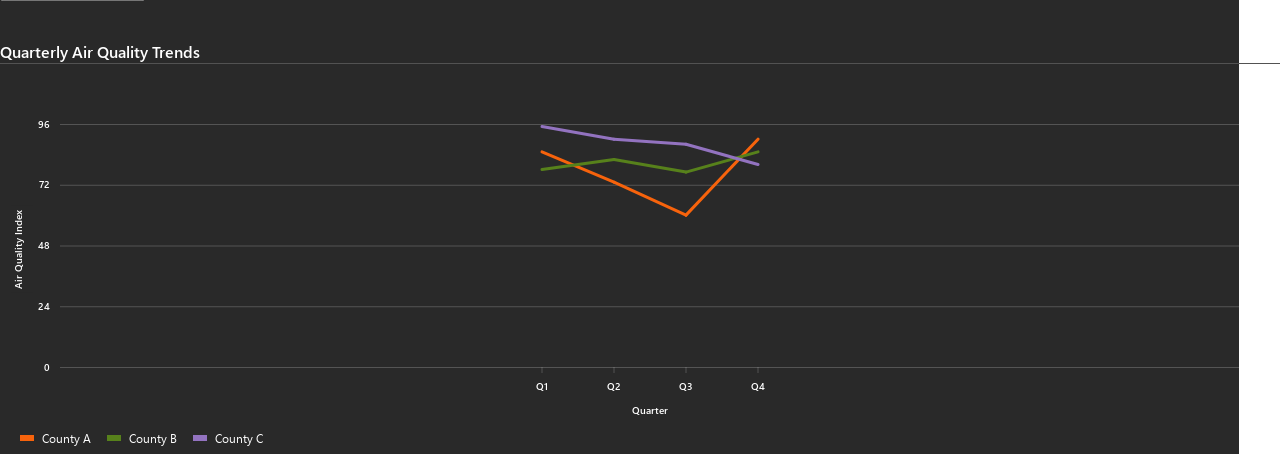 Quarterly Air Quality Trends
96
72
48
24
0
Air Quality Index
Q1 Q2 Q3 Q4
Quarter
County A County B County C